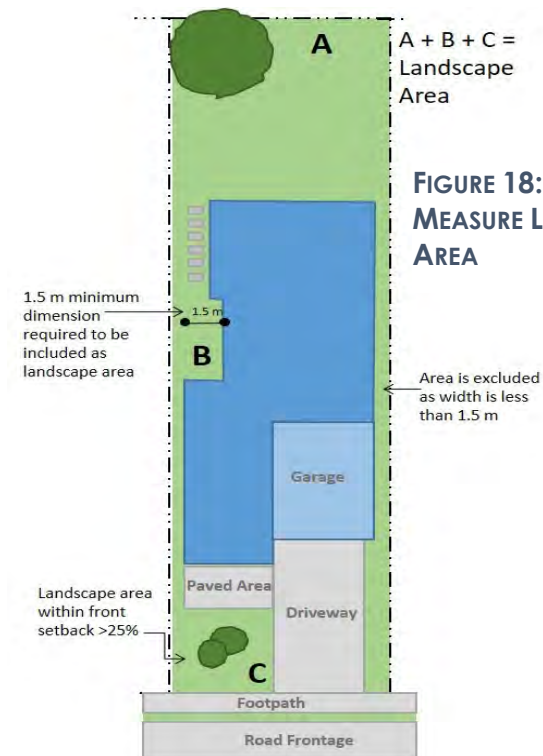 A
A + B + C =
Landscape
Area
FIGURE 18:
MEASURE L
AREA
1.5 m minimum
dimension
required to be
included as
landscape area
1.5 m
B
Area is excluded
as width is less
than 1.5 m
Garage
Paved Area
Driveway
Landscape area
within front
setback >25%
C
Footpath
Road Frontage